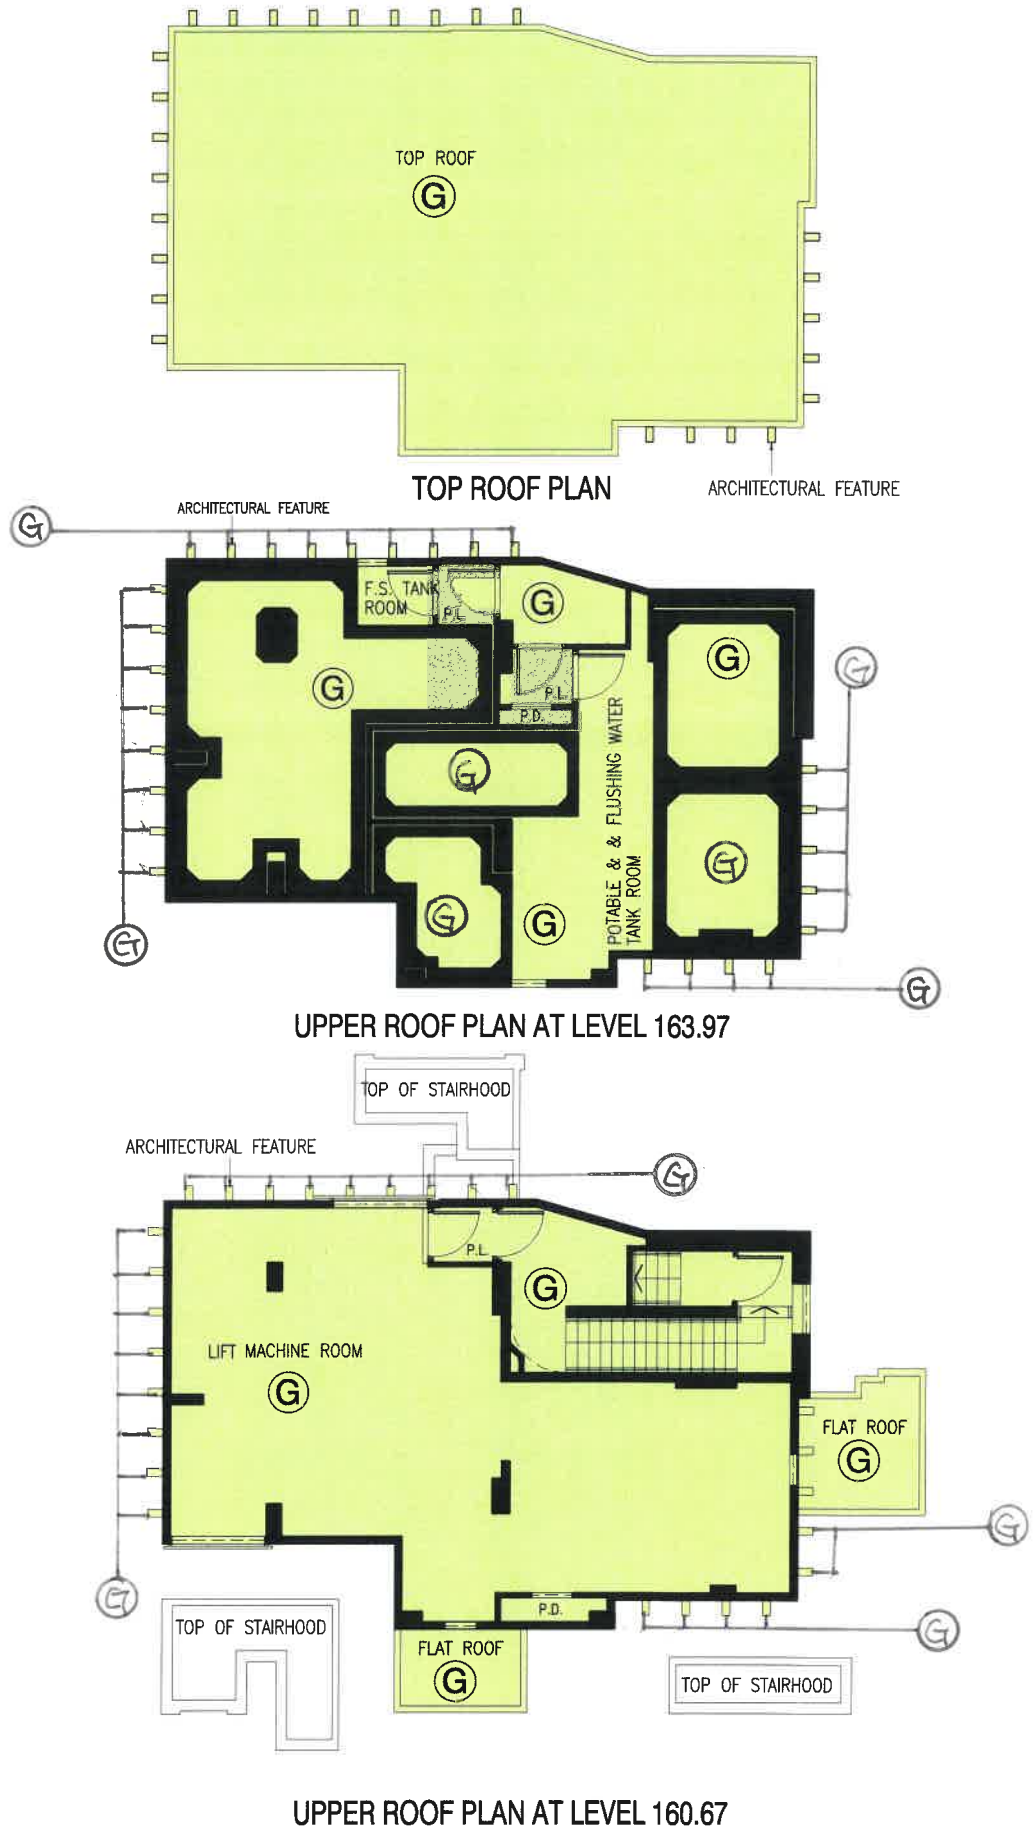 TOP ROOF
G
TOP ROOF PLAN
ARCHITECTURAL FEATURE
ARCHITECTURAL FEATURE
G
F.S. TANK
ROOM
P.L.
G
G
G
G
P.L.
P.D.
G
POTABLE & & FLUSHING WATER
TANK ROOM
G
G
G
G
G
G
UPPER ROOF PLAN AT LEVEL 163.97
TOP OF STAIRHOOD
ARCHITECTURAL FEATURE
G
P.L.
G
LIFT MACHINE ROOM
G
FLAT ROOF
G
G
G
P.D.
TOP OF STAIRHOOD
G
FLAT ROOF
G
TOP OF STAIRHOOD
UPPER ROOF PLAN AT LEVEL 160.67